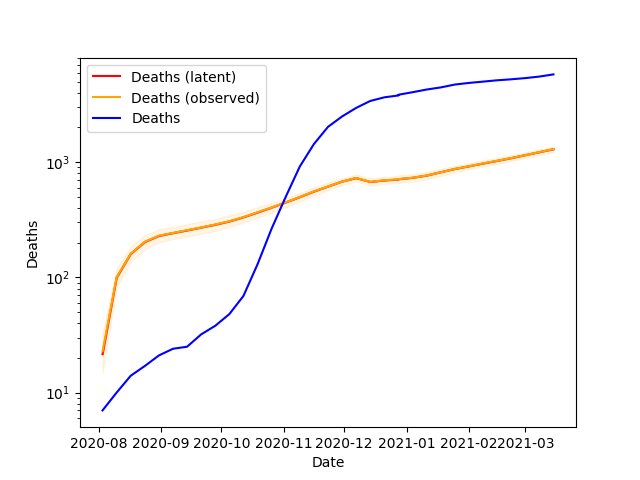 Deaths (latent)
Deaths (observed)
Deaths
10³
10²
10¹
Deaths
2020-08 2020-09 2020-10 2020-11 2020-12 2021-01 2021-02 2021-03
Date